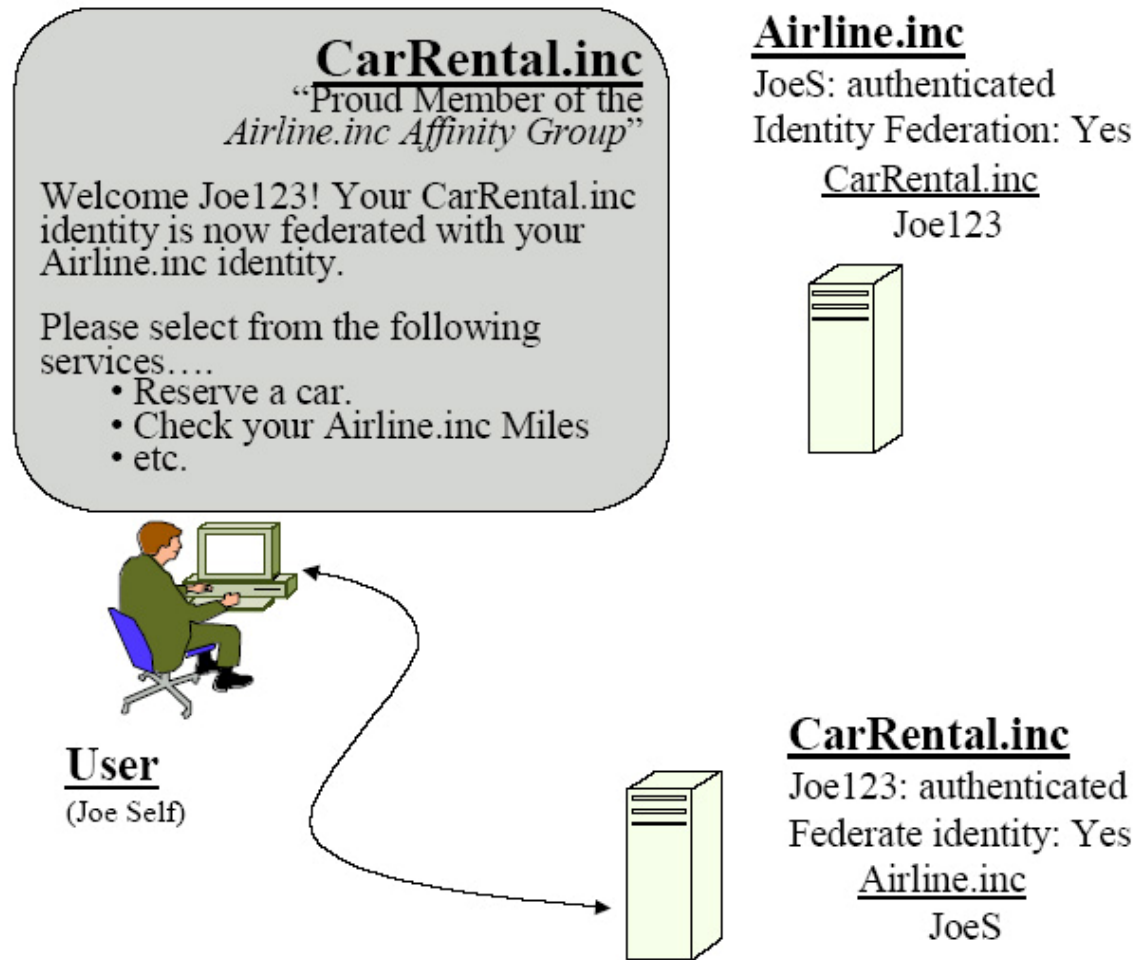 CarRental.inc
“Proud Member of the
Airline.inc Affinity Group”
Welcome Joe123! Your CarRental.inc
identity is now federated with your
Airline.inc identity.
Please select from the following
services….
• Reserve a car.
• Check your Airline.inc Miles
• etc.
Airline.inc
JoeS: authenticated
Identity Federation: Yes
CarRental.inc
Joe123
User
(Joe Self)
CarRental.inc
Joe123: authenticated
Federate identity: Yes
Airline.inc
JoeS